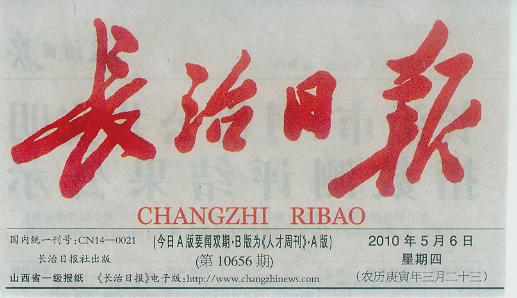 长治日报
CHANGZHI RIBAO
国内统一刊号:CN14—0021
长治日报社出版
山西省一级报纸
(今日A版要闻双期·B版为《人才周刊》·A版)
(第10656期)
《长治日报》电子版:http://www.changzhinews.com
2010年5月6日
星期四
(农历庚寅年三月二十三)